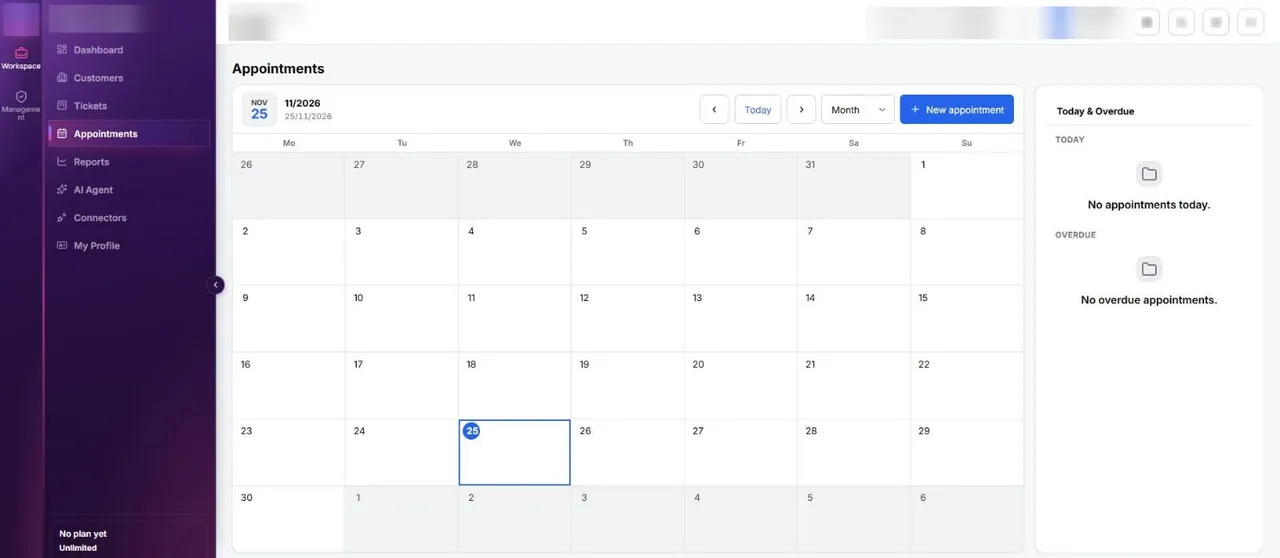 Workspace
Manageme
nt
Dashboard
Customers
Tickets
Appointments
Reports
AI Agent
Connectors
My Profile
No plan yet
Unlimited
Appointments
NOV
25
11/2026
25/11/2026
Today
Month
New appointment
Mo Tu We Th Fr Sa Su
26 27 28 29 30 31 1
2 3 4 5 6 7 8
9 10 11 12 13 14 15
16 17 18 19 20 21 22
23 24 25 26 27 28 29
30 1 2 3 4 5 6
Today & Overdue
TODAY
No appointments today.
OVERDUE
No overdue appointments.